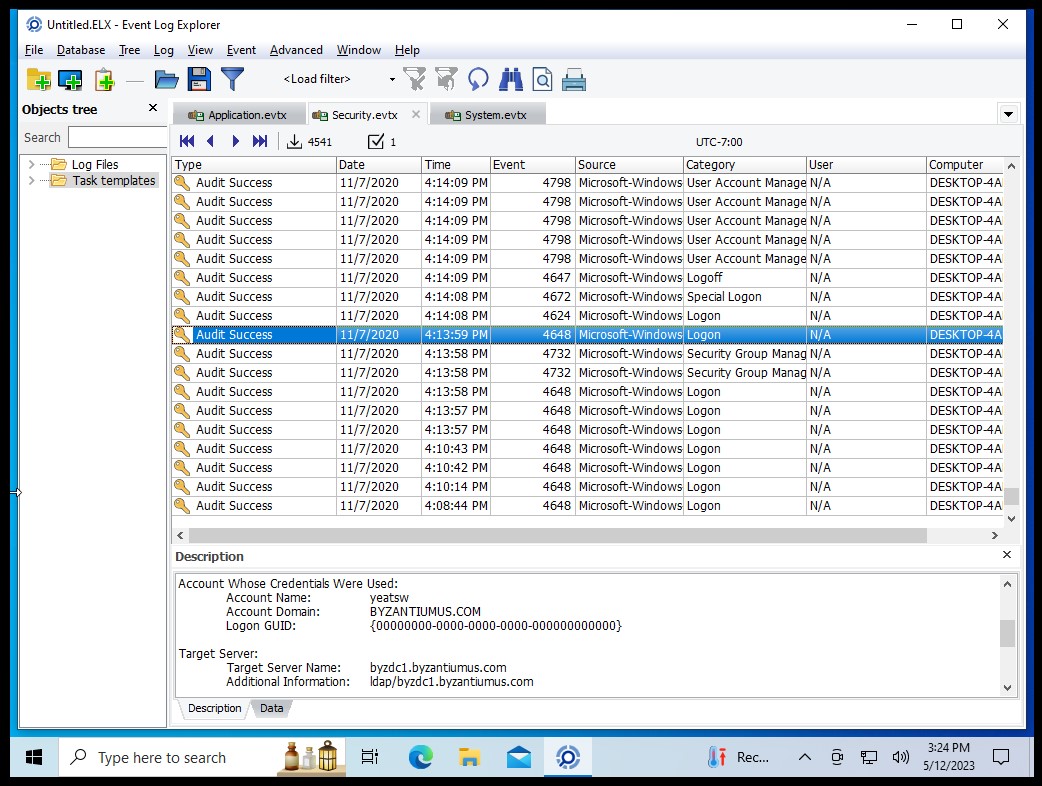 Untitled.ELX - Event Log Explorer
File Database Tree Log View Event Advanced Window Help
<Load filter>
Objects tree
Application.evtx Security.evtx System.evtx
Search
4541 1 UTC-7:00
Log Files
Task templates
Type Date Time Event Source Category User Computer
Audit Success 11/7/2020 4:14:09 PM 4798 Microsoft-Windows- User Account Manage N/A DESKTOP-4A
Audit Success 11/7/2020 4:14:09 PM 4798 Microsoft-Windows- User Account Manage N/A DESKTOP-4A
Audit Success 11/7/2020 4:14:09 PM 4798 Microsoft-Windows- User Account Manage N/A DESKTOP-4A
Audit Success 11/7/2020 4:14:09 PM 4798 Microsoft-Windows- User Account Manage N/A DESKTOP-4A
Audit Success 11/7/2020 4:14:09 PM 4798 Microsoft-Windows- User Account Manage N/A DESKTOP-4A
Audit Success 11/7/2020 4:14:09 PM 4647 Microsoft-Windows- Logoff N/A DESKTOP-4A
Audit Success 11/7/2020 4:14:08 PM 4672 Microsoft-Windows- Special Logon N/A DESKTOP-4A
Audit Success 11/7/2020 4:14:08 PM 4624 Microsoft-Windows- Logon N/A DESKTOP-4A
Audit Success 11/7/2020 4:13:59 PM 4648 Microsoft-Windows- Logon N/A DESKTOP-4A
Audit Success 11/7/2020 4:13:58 PM 4732 Microsoft-Windows- Security Group Manag N/A DESKTOP-4A
Audit Success 11/7/2020 4:13:58 PM 4732 Microsoft-Windows- Security Group Manag N/A DESKTOP-4A
Audit Success 11/7/2020 4:13:58 PM 4648 Microsoft-Windows- Logon N/A DESKTOP-4A
Audit Success 11/7/2020 4:13:57 PM 4648 Microsoft-Windows- Logon N/A DESKTOP-4A
Audit Success 11/7/2020 4:13:57 PM 4648 Microsoft-Windows- Logon N/A DESKTOP-4A
Audit Success 11/7/2020 4:10:43 PM 4648 Microsoft-Windows- Logon N/A DESKTOP-4A
Audit Success 11/7/2020 4:10:42 PM 4648 Microsoft-Windows- Logon N/A DESKTOP-4A
Audit Success 11/7/2020 4:10:14 PM 4648 Microsoft-Windows- Logon N/A DESKTOP-4A
Audit Success 11/7/2020 4:08:44 PM 4648 Microsoft-Windows- Logon N/A DESKTOP-4A
Description
Account Whose Credentials Were Used:
Account Name: yeatsw
Account Domain: BYZANTIUMUS.COM
Logon GUID: {00000000-0000-0000-0000-000000000000}
Target Server:
Target Server Name: byzdc1.byzantiumus.com
Additional Information: ldap/byzdc1.byzantiumus.com
Description Data
Type here to search
Rec...
3:24 PM
5/12/2023